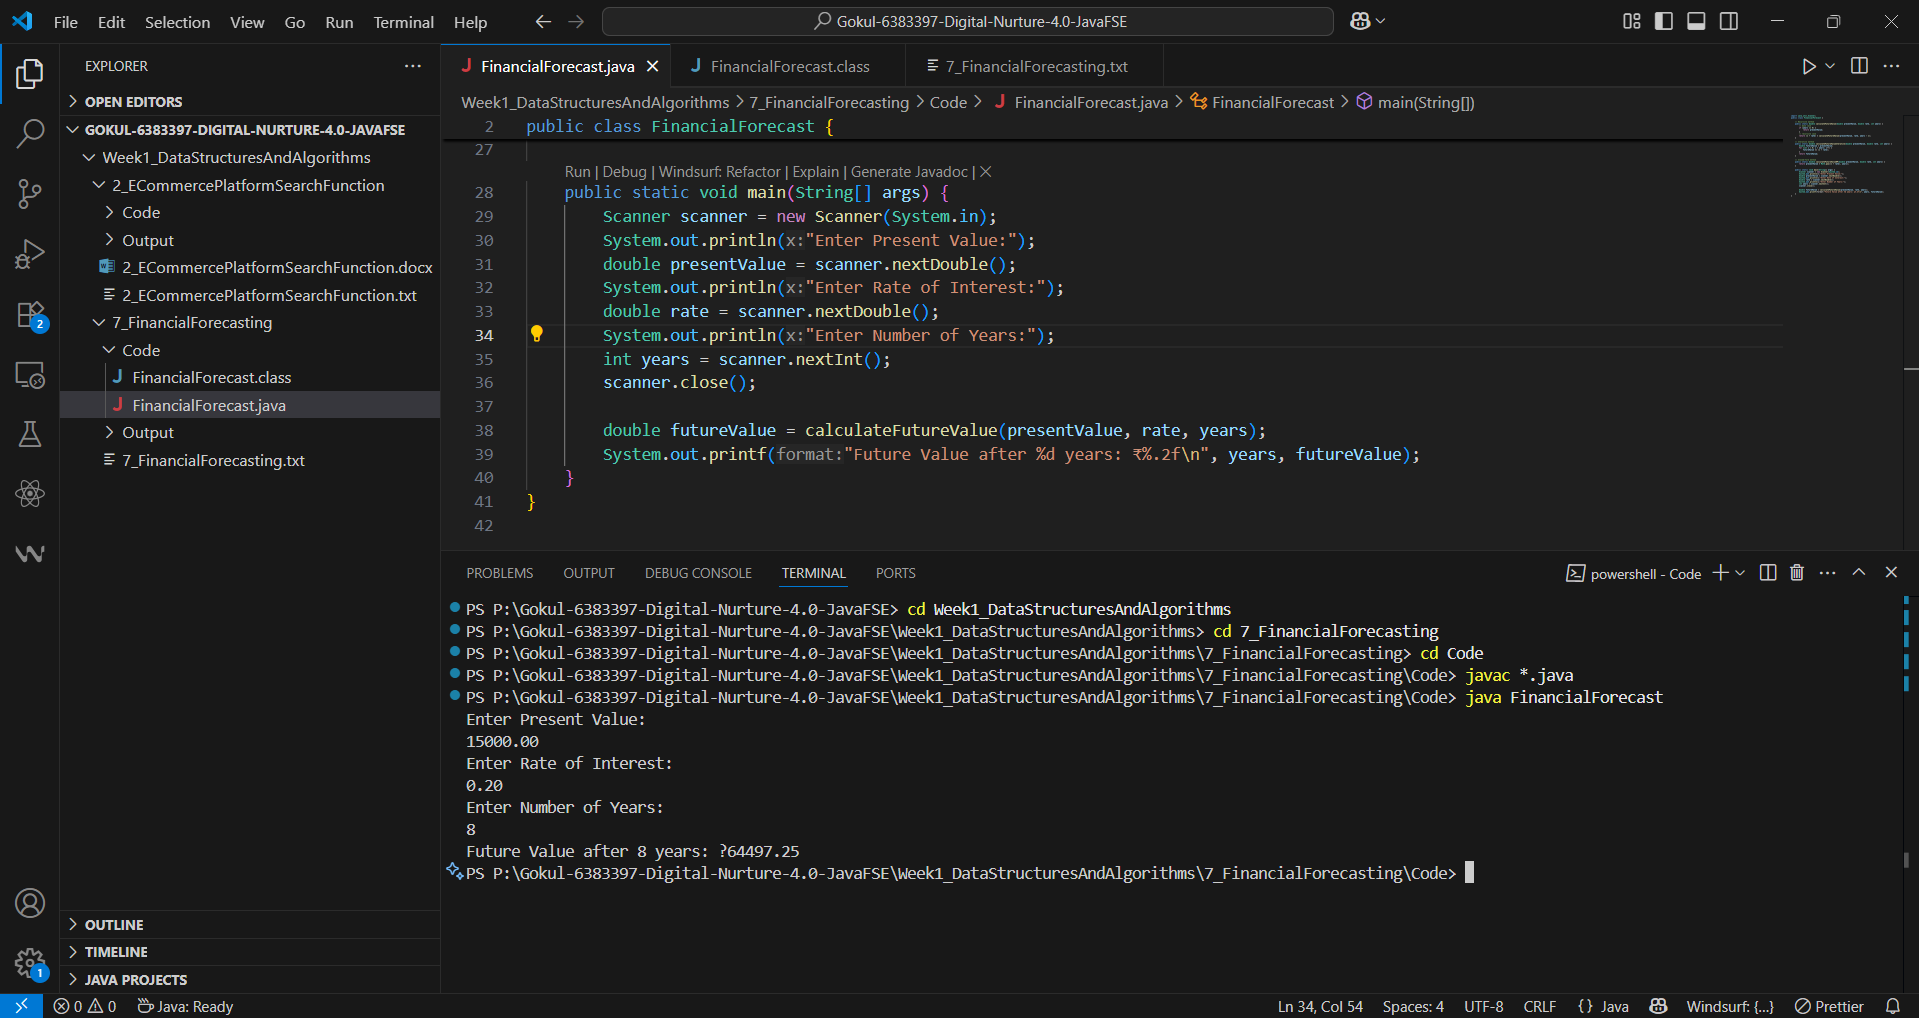 File Edit Selection View Go Run Terminal Help
Gokul-6383397-Digital-Nurture-4.0-JavaFSE
EXPLORER
OPEN EDITORS
GOKUL-6383397-DIGITAL-NURTURE-4.0-JAVAFSE
Week1_DataStructuresAndAlgorithms
2_ECommercePlatformSearchFunction
Code
Output
2_ECommercePlatformSearchFunction.docx
2_ECommercePlatformSearchFunction.txt
7_FinancialForecasting
Code
FinancialForecast.class
FinancialForecast.java
Output
7_FinancialForecasting.txt
OUTLINE
TIMELINE
JAVA PROJECTS
2
1
FinancialForecast.java FinancialForecast.class 7_FinancialForecasting.txt
Week1_DataStructuresAndAlgorithms > 7_FinancialForecasting > Code > FinancialForecast.java > FinancialForecast > main(String[])
2 public class FinancialForecast {
27
Run | Debug | Windsurf: Refactor | Explain | Generate Javadoc | X
28 public static void main(String[] args) {
29 Scanner scanner = new Scanner(System.in);
30 System.out.println(x:"Enter Present Value:");
31 double presentValue = scanner.nextDouble();
32 System.out.println(x:"Enter Rate of Interest:");
33 double rate = scanner.nextDouble();
34 System.out.println(x:"Enter Number of Years:");
35 int years = scanner.nextInt();
36 scanner.close();
37
38 double futureValue = calculateFutureValue(presentValue, rate, years);
39 System.out.printf(format:"Future Value after %d years: ₹%.2f\n", years, futureValue);
40 }
41 }
42
PROBLEMS OUTPUT DEBUG CONSOLE TERMINAL PORTS
powershell - Code
PS P:\Gokul-6383397-Digital-Nurture-4.0-JavaFSE> cd Week1_DataStructuresAndAlgorithms
PS P:\Gokul-6383397-Digital-Nurture-4.0-JavaFSE\Week1_DataStructuresAndAlgorithms> cd 7_FinancialForecasting
PS P:\Gokul-6383397-Digital-Nurture-4.0-JavaFSE\Week1_DataStructuresAndAlgorithms\7_FinancialForecasting> cd Code
PS P:\Gokul-6383397-Digital-Nurture-4.0-JavaFSE\Week1_DataStructuresAndAlgorithms\7_FinancialForecasting\Code> javac *.java
PS P:\Gokul-6383397-Digital-Nurture-4.0-JavaFSE\Week1_DataStructuresAndAlgorithms\7_FinancialForecasting\Code> java FinancialForecast
Enter Present Value:
15000.00
Enter Rate of Interest:
0.20
Enter Number of Years:
8
Future Value after 8 years: ?64497.25
PS P:\Gokul-6383397-Digital-Nurture-4.0-JavaFSE\Week1_DataStructuresAndAlgorithms\7_FinancialForecasting\Code>
0 0 Java: Ready
Ln 34, Col 54 Spaces: 4 UTF-8 CRLF {} Java Windsurf: {...} Prettier